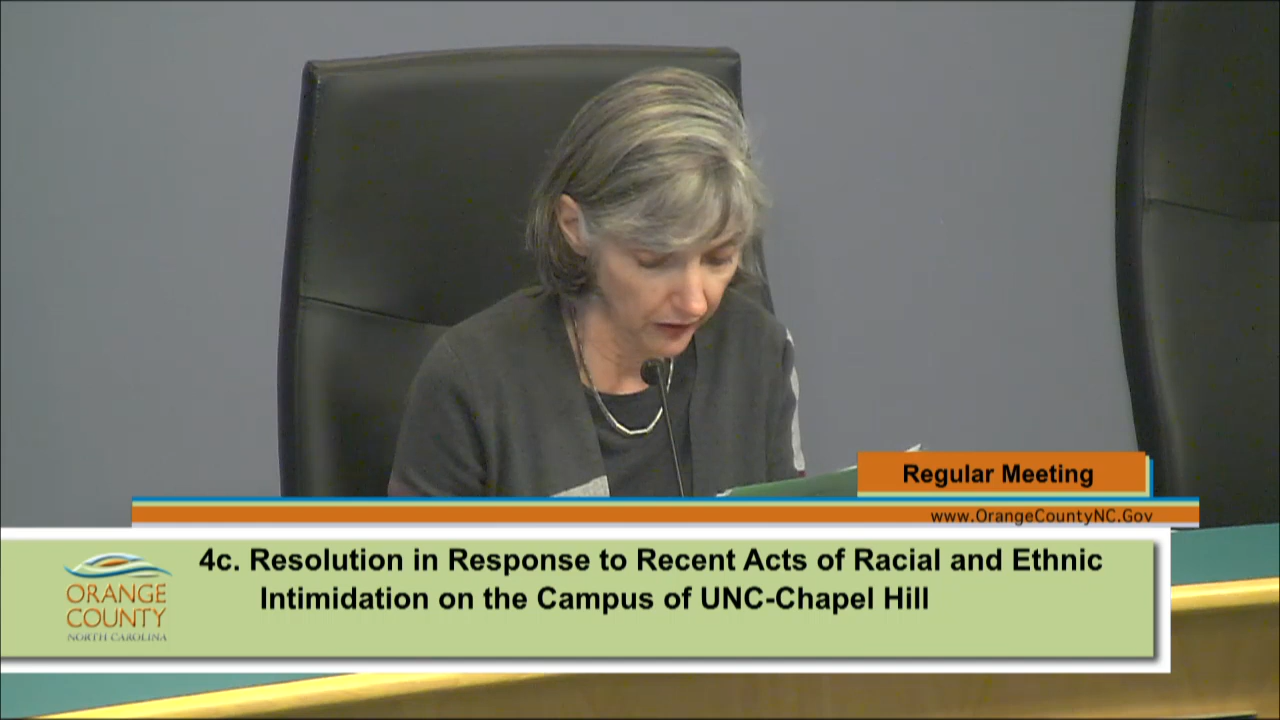 Regular Meeting
www.OrangeCountyNC.Gov
4c. Resolution in Response to Recent Acts of Racial and Ethnic
Intimidation on the Campus of UNC-Chapel Hill
ORANGE
COUNTY
NORTH CAROLINA